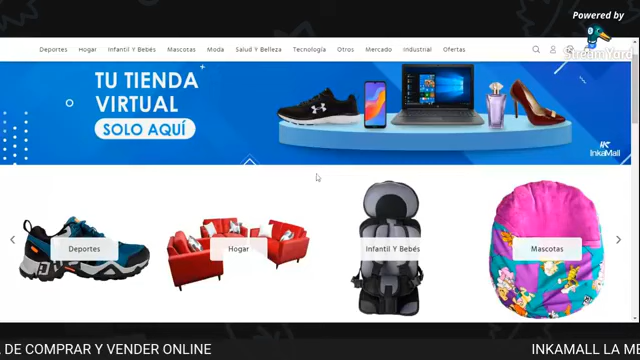 Powered by
StreamYard
Deportes Hogar Infantil Y Bebés Mascotas Moda Salud Y Belleza Tecnología Otros Mercado Industrial Ofertas
TU TIENDA
VIRTUAL
SOLO AQUÍ
InkaMall
Deportes Hogar Infantil Y Bebés Mascotas
DE COMPRAR Y VENDER ONLINE INKAMALL LA ME